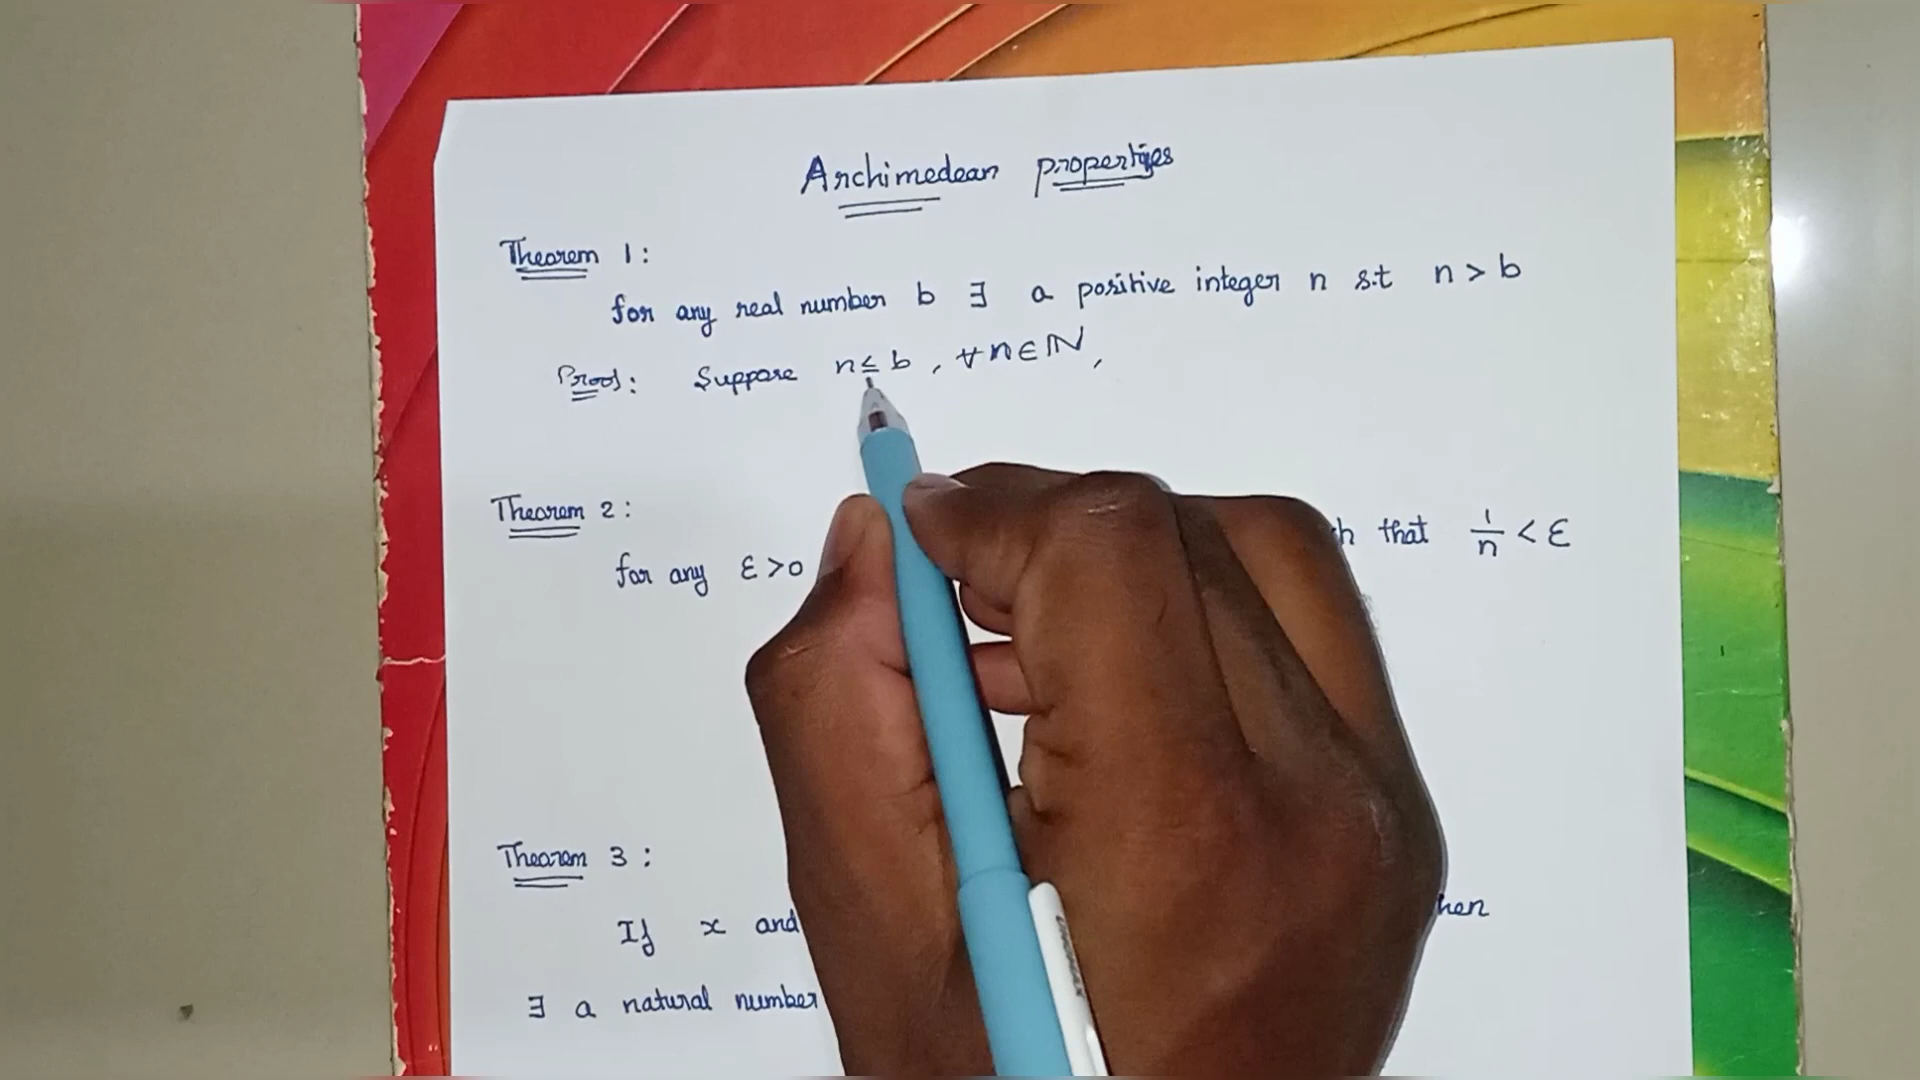 Archimedean properties
Theorem 1:
for any real number b ∃ a positive integer n s.t n > b
Proof: Suppose n ≤ b, ∀ n ∈ ℕ,
Theorem 2:
for any ε > 0 that 1/n < ε
Theorem 3:
If x and
∃ a natural number